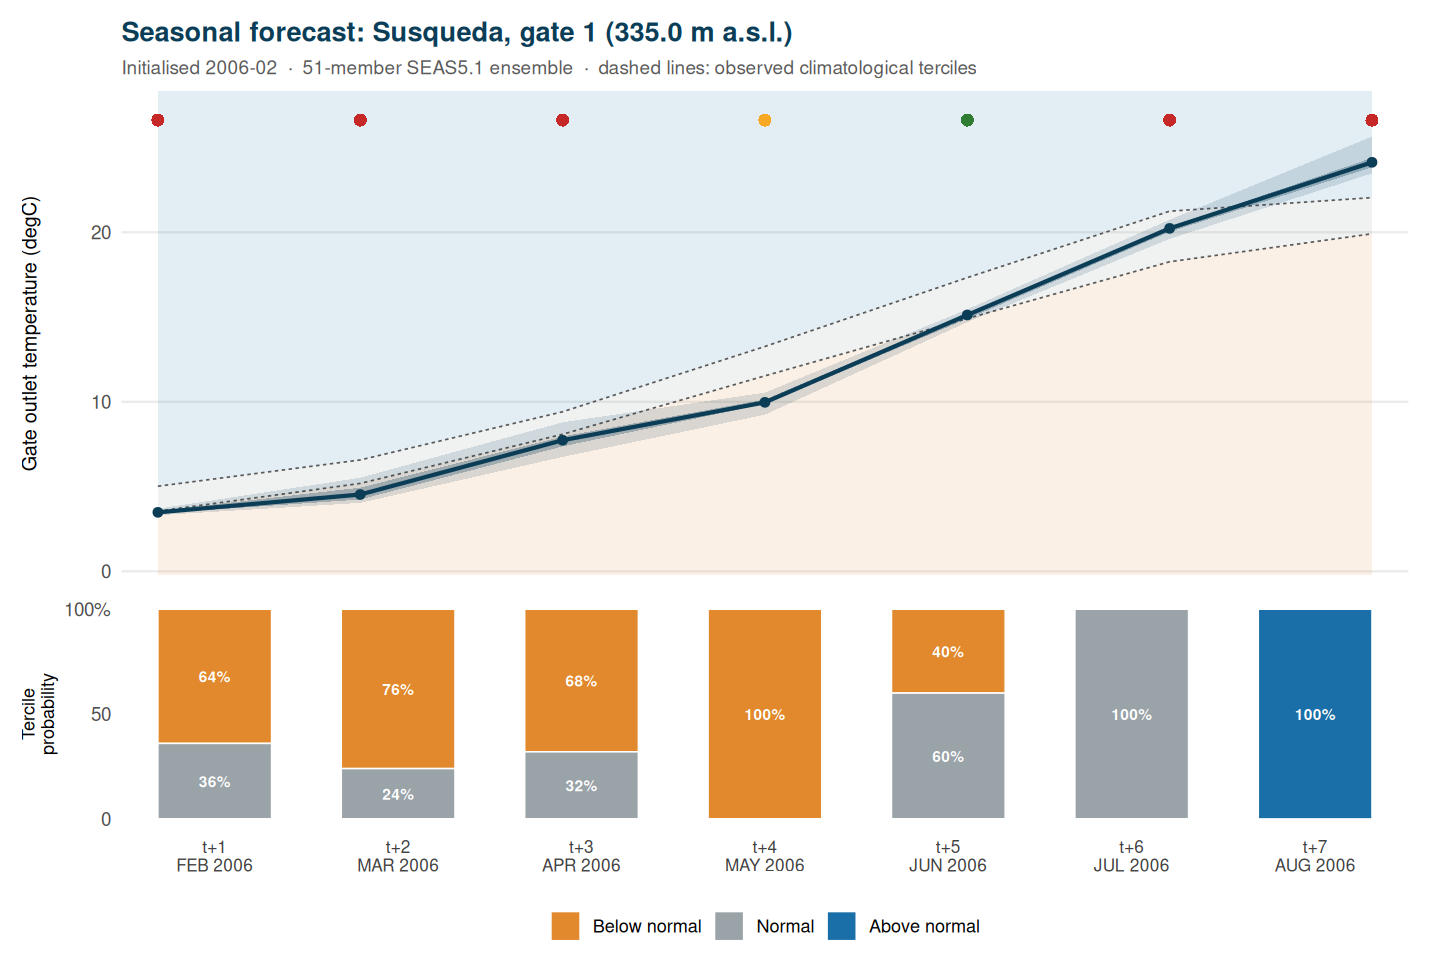 Seasonal forecast: Susqueda, gate 1 (335.0 m a.s.l.)
Initialised 2006-02 · 51-member SEAS5.1 ensemble · dashed lines: observed climatological terciles
Gate outlet temperature (degC)
20
10
0
Tercile
probability
100%
50
0
64%
36%
76%
24%
68%
32%
100%
40%
60%
100%
100%
t+1
FEB 2006
t+2
MAR 2006
t+3
APR 2006
t+4
MAY 2006
t+5
JUN 2006
t+6
JUL 2006
t+7
AUG 2006
Below normal
Normal
Above normal